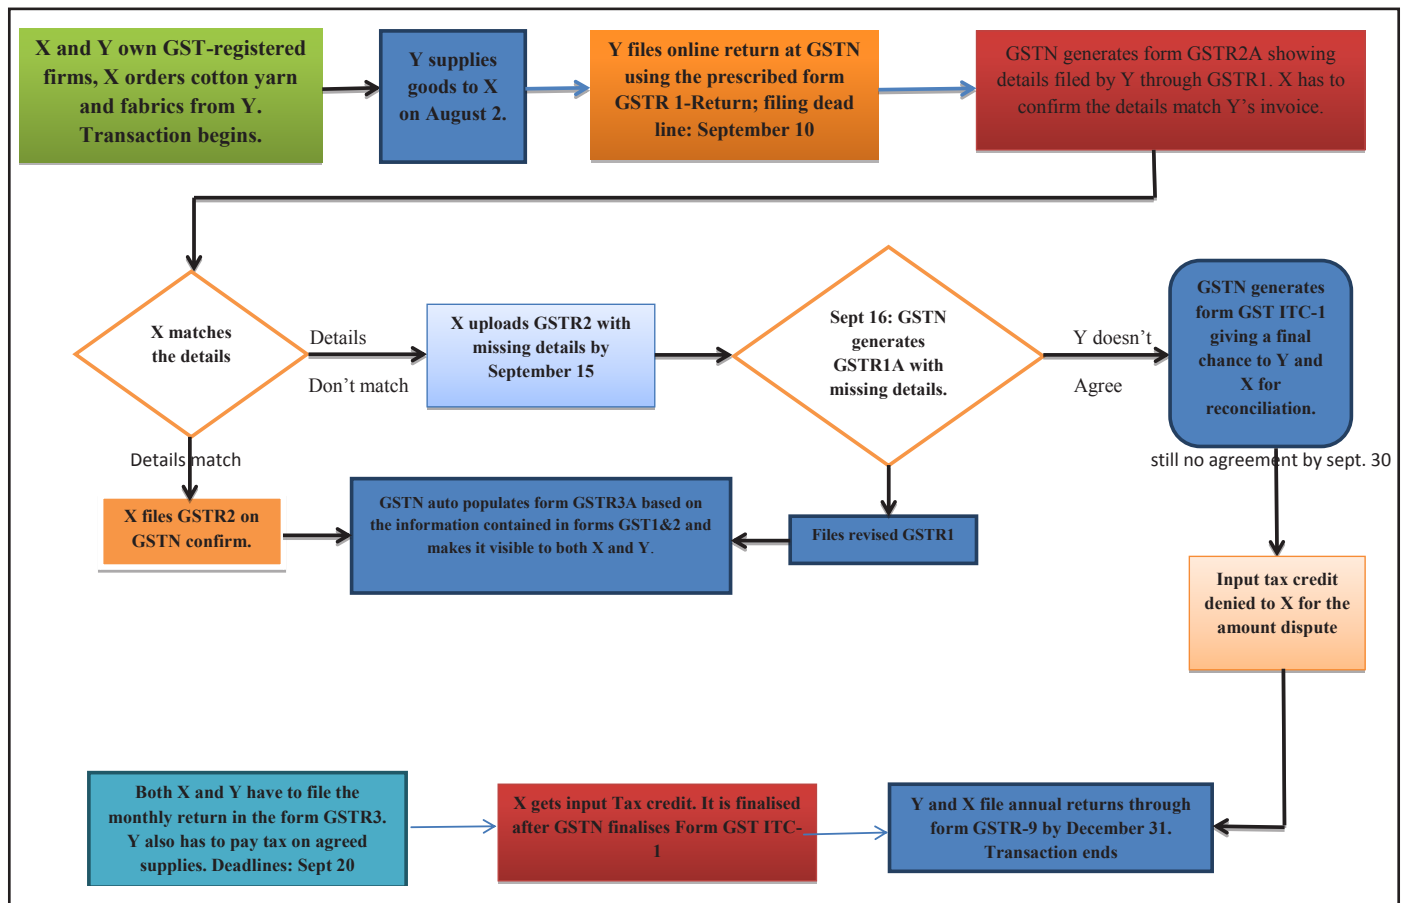 X and Y own GST-registered
firms, X orders cotton yarn
and fabrics from Y.
Transaction begins.
Y supplies
goods to X
on August 2.
Y files online return at GSTN
using the prescribed form
GSTR 1-Return; filing dead
line: September 10
GSTN generates form GSTR2A showing
details filed by Y through GSTR1. X has to
confirm the details match Y's invoice.
X matches
the details
Details
Don't match
X uploads GSTR2 with
missing details by
September 15
Sept 16: GSTN
generates
GSTR1A with
missing details.
Y doesn't
Agree
GSTN generates
form GST ITC-1
giving a final
chance to Y and
X for
reconciliation.
Details match
still no agreement by sept. 30
X files GSTR2 on
GSTN confirm.
GSTN auto populates form GSTR3A based on
the information contained in forms GST1&2 and
makes it visible to both X and Y.
Files revised GSTR1
Input tax credit
denied to X for the
amount dispute
Both X and Y have to file the
monthly return in the form GSTR3.
Y also has to pay tax on agreed
supplies. Deadlines: Sept 20
X gets input Tax credit. It is finalised
after GSTN finalises Form GST ITC-
1
Y and X file annual returns through
form GSTR-9 by December 31.
Transaction ends